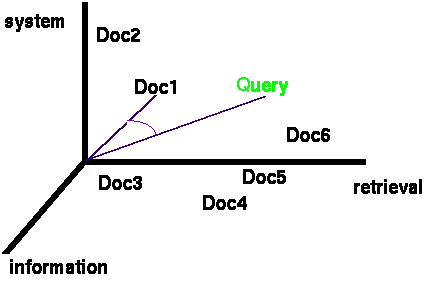 system
Doc2
Doc1
Query
Doc6
Doc3
Doc5
retrieval
Doc4
information